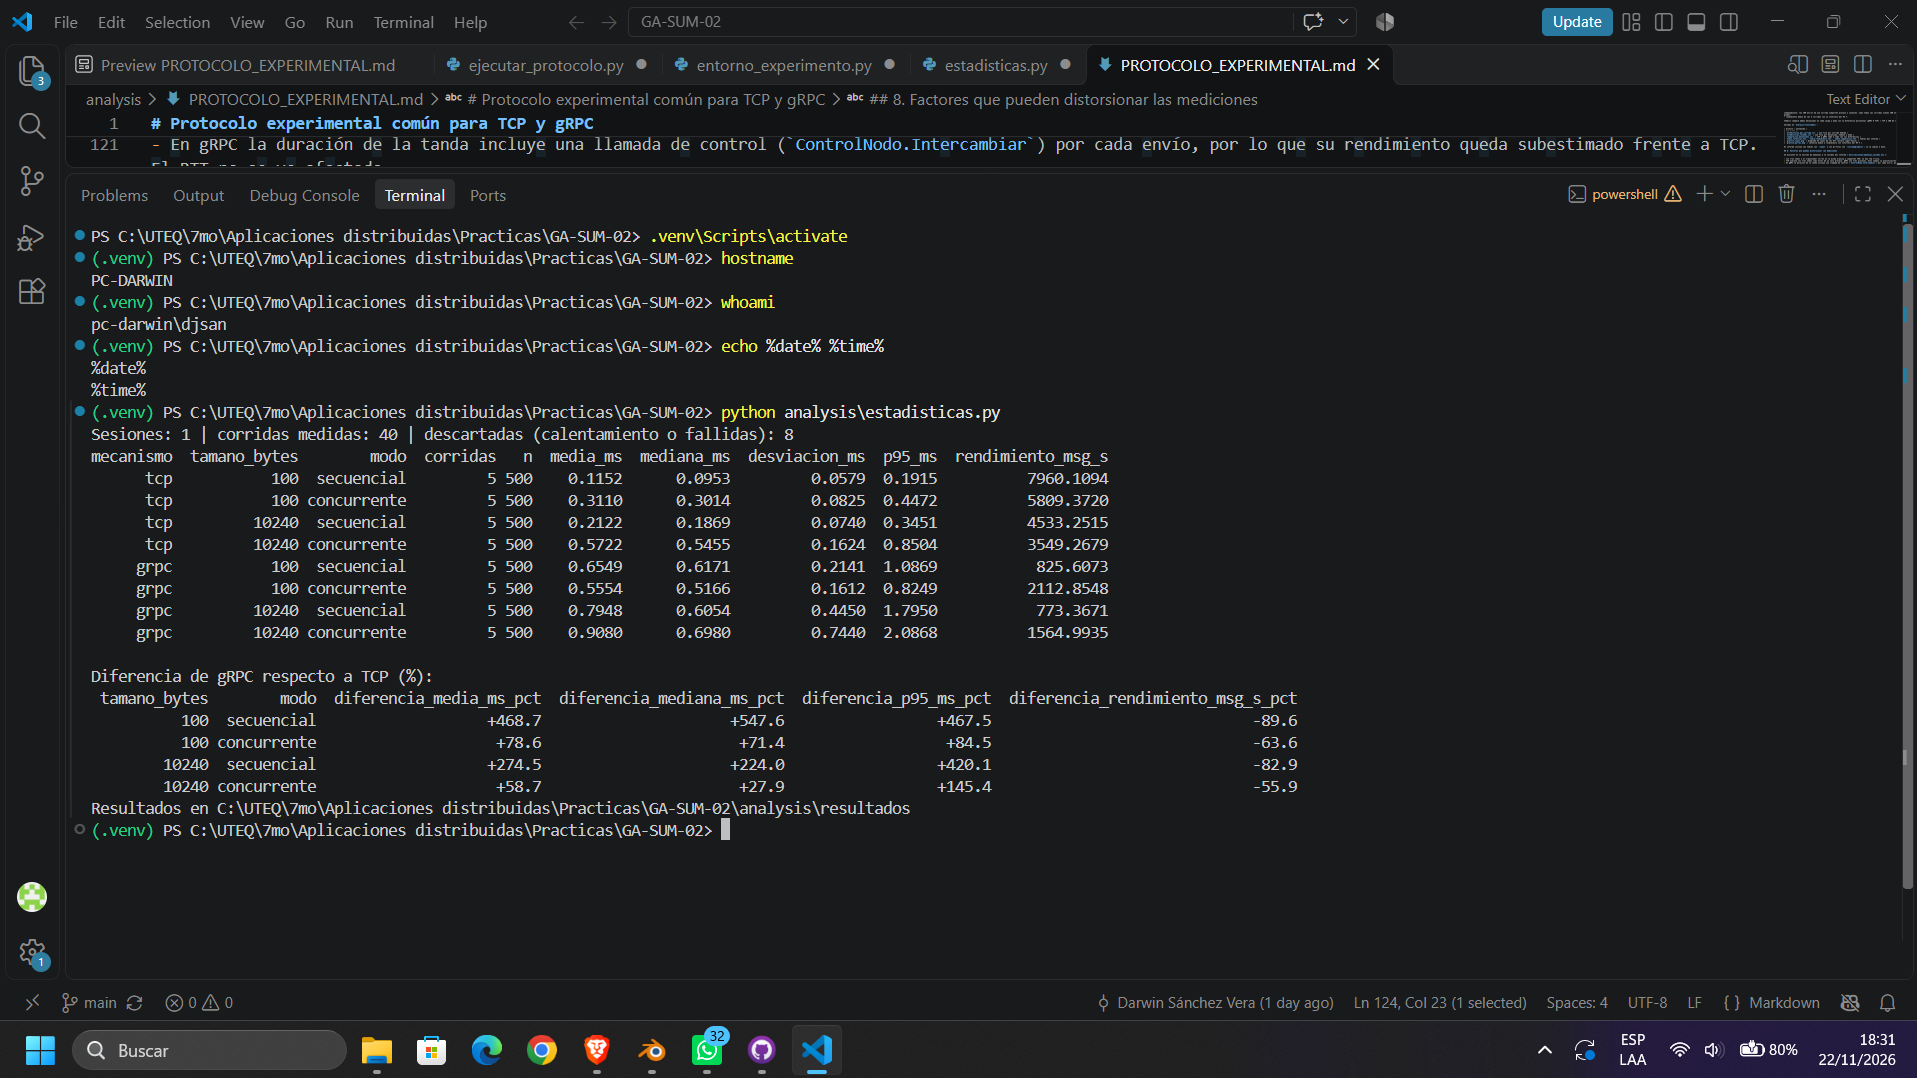 File Edit Selection View Go Run Terminal Help
GA-SUM-02
Update
3
Preview PROTOCOLO_EXPERIMENTAL.md
ejecutar_protocolo.py
entorno_experimento.py
estadisticas.py
PROTOCOLO_EXPERIMENTAL.md
analysis > PROTOCOLO_EXPERIMENTAL.md > abc # Protocolo experimental común para TCP y gRPC > abc ## 8. Factores que pueden distorsionar las mediciones
Text Editor
1 # Protocolo experimental común para TCP y gRPC
121 - En gRPC la duración de la tanda incluye una llamada de control (`ControlNodo.Intercambiar`) por cada envío, por lo que su rendimiento queda subestimado frente a TCP.
Problems Output Debug Console Terminal Ports
powershell
PS C:\UTEQ\7mo\Aplicaciones distribuidas\Practicas\GA-SUM-02> .venv\Scripts\activate
(.venv) PS C:\UTEQ\7mo\Aplicaciones distribuidas\Practicas\GA-SUM-02> hostname
PC-DARWIN
(.venv) PS C:\UTEQ\7mo\Aplicaciones distribuidas\Practicas\GA-SUM-02> whoami
pc-darwin\djsan
(.venv) PS C:\UTEQ\7mo\Aplicaciones distribuidas\Practicas\GA-SUM-02> echo %date% %time%
%date%
%time%
(.venv) PS C:\UTEQ\7mo\Aplicaciones distribuidas\Practicas\GA-SUM-02> python analysis\estadisticas.py
Sesiones: 1 | corridas medidas: 40 | descartadas (calentamiento o fallidas): 8
mecanismo tamano_bytes modo corridas n media_ms mediana_ms desviacion_ms p95_ms rendimiento_msg_s
tcp 100 secuencial 5 500 0.1152 0.0953 0.0579 0.1915 7960.1094
tcp 100 concurrente 5 500 0.3110 0.3014 0.0825 0.4472 5809.3720
tcp 10240 secuencial 5 500 0.2122 0.1869 0.0740 0.3451 4533.2515
tcp 10240 concurrente 5 500 0.5722 0.5455 0.1624 0.8504 3549.2679
grpc 100 secuencial 5 500 0.6549 0.6171 0.2141 1.0869 825.6073
grpc 100 concurrente 5 500 0.5554 0.5166 0.1612 0.8249 2112.8548
grpc 10240 secuencial 5 500 0.7948 0.6054 0.4450 1.7950 773.3671
grpc 10240 concurrente 5 500 0.9080 0.6980 0.7440 2.0868 1564.9935
Diferencia de gRPC respecto a TCP (%):
tamano_bytes modo diferencia_media_ms_pct diferencia_mediana_ms_pct diferencia_p95_ms_pct diferencia_rendimiento_msg_s_pct
100 secuencial +468.7 +547.6 +467.5 -89.6
100 concurrente +78.6 +71.4 +84.5 -63.6
10240 secuencial +274.5 +224.0 +420.1 -82.9
10240 concurrente +58.7 +27.9 +145.4 -55.9
Resultados en C:\UTEQ\7mo\Aplicaciones distribuidas\Practicas\GA-SUM-02\analysis\resultados
(.venv) PS C:\UTEQ\7mo\Aplicaciones distribuidas\Practicas\GA-SUM-02>
1
main 0 0
Darwin Sánchez Vera (1 day ago) Ln 124, Col 23 (1 selected) Spaces: 4 UTF-8 LF { } Markdown
Buscar
32
ESP
LAA
80%
18:31
22/11/2026